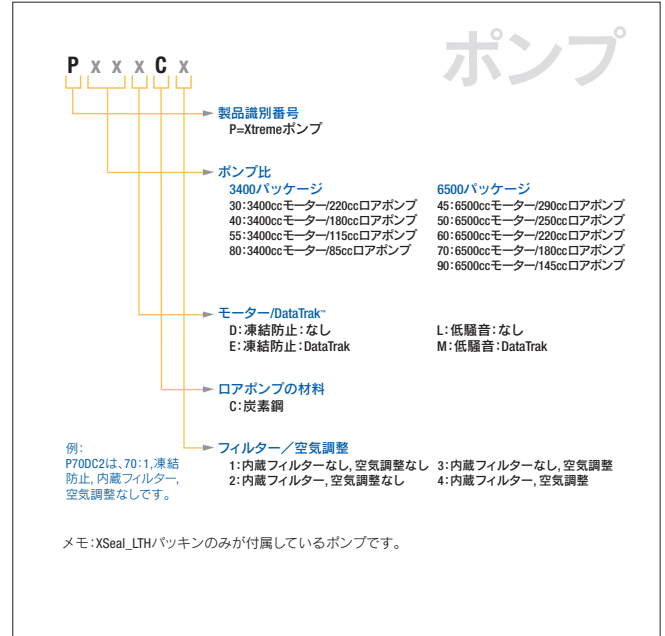 ポンプ
P x x x C x
製品識別番号
P=Xtremeポンプ
ポンプ比
3400パッケージ
30:3400ccモーター/220ccロアポンプ
40:3400ccモーター/180ccロアポンプ
55:3400ccモーター/115ccロアポンプ
80:3400ccモーター/85ccロアポンプ
6500パッケージ
45:6500ccモーター/290ccロアポンプ
50:6500ccモーター/250ccロアポンプ
60:6500ccモーター/220ccロアポンプ
70:6500ccモーター/180ccロアポンプ
90:6500ccモーター/145ccロアポンプ
モーター/DataTrak™
D:凍結防止:なし
E:凍結防止:DataTrak
L:低騒音:なし
M:低騒音:DataTrak
ロアポンプの材料
C:炭素鋼
フィルター/空気調整
1:内蔵フィルターなし, 空気調整なし
2:内蔵フィルター, 空気調整なし
3:内蔵フィルターなし, 空気調整
4:内蔵フィルター, 空気調整
例:
P70DC2は、70:1,凍結
防止, 内蔵フィルター,
空気調整なしです。
メモ:XSeal_LTHパッキンのみが付属しているポンプです。